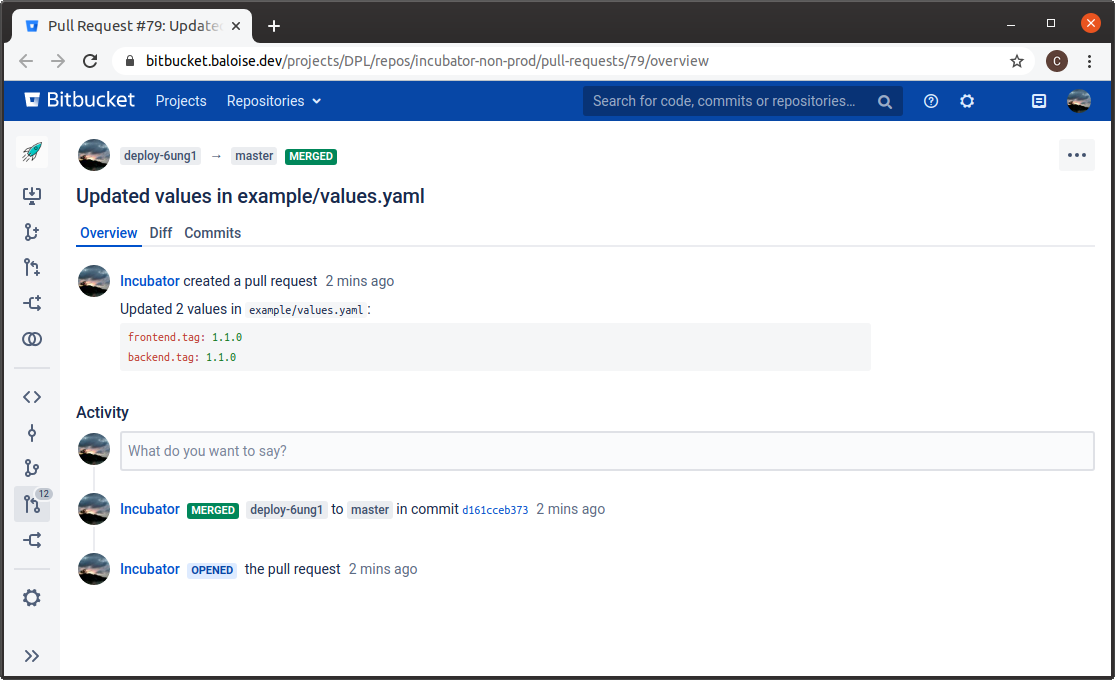 Pull Request #79: Update
bitbucket.baloise.dev/projects/DPL/repos/incubator-non-prod/pull-requests/79/overview
C
Bitbucket
Projects
Repositories
Search for code, commits or repositories...
deploy-6ung1 → master MERGED
Updated values in example/values.yaml
Overview Diff Commits
Incubator created a pull request 2 mins ago
Updated 2 values in example/values.yaml:
frontend.tag: 1.1.0
backend.tag: 1.1.0
Activity
What do you want to say?
12
Incubator MERGED deploy-6ung1 to master in commit d161cceb373 2 mins ago
Incubator OPENED the pull request 2 mins ago